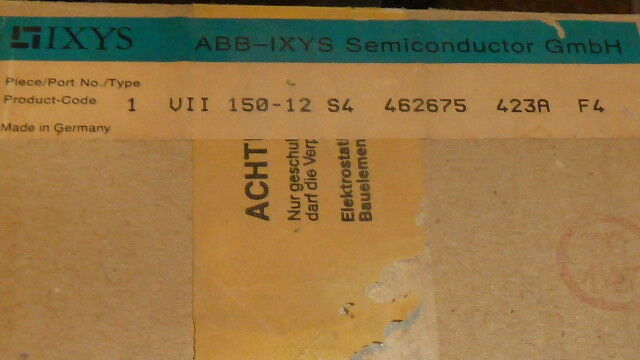 IXYS ABB-IXYS Semiconductor GmbH
Piece/Part No./Type
Product-Code 1 VII 150-12 S4 462675 423A F4
Made in Germany
ACHT
Nur geschul
darf die Verp
Elektrostat
Bauelemen